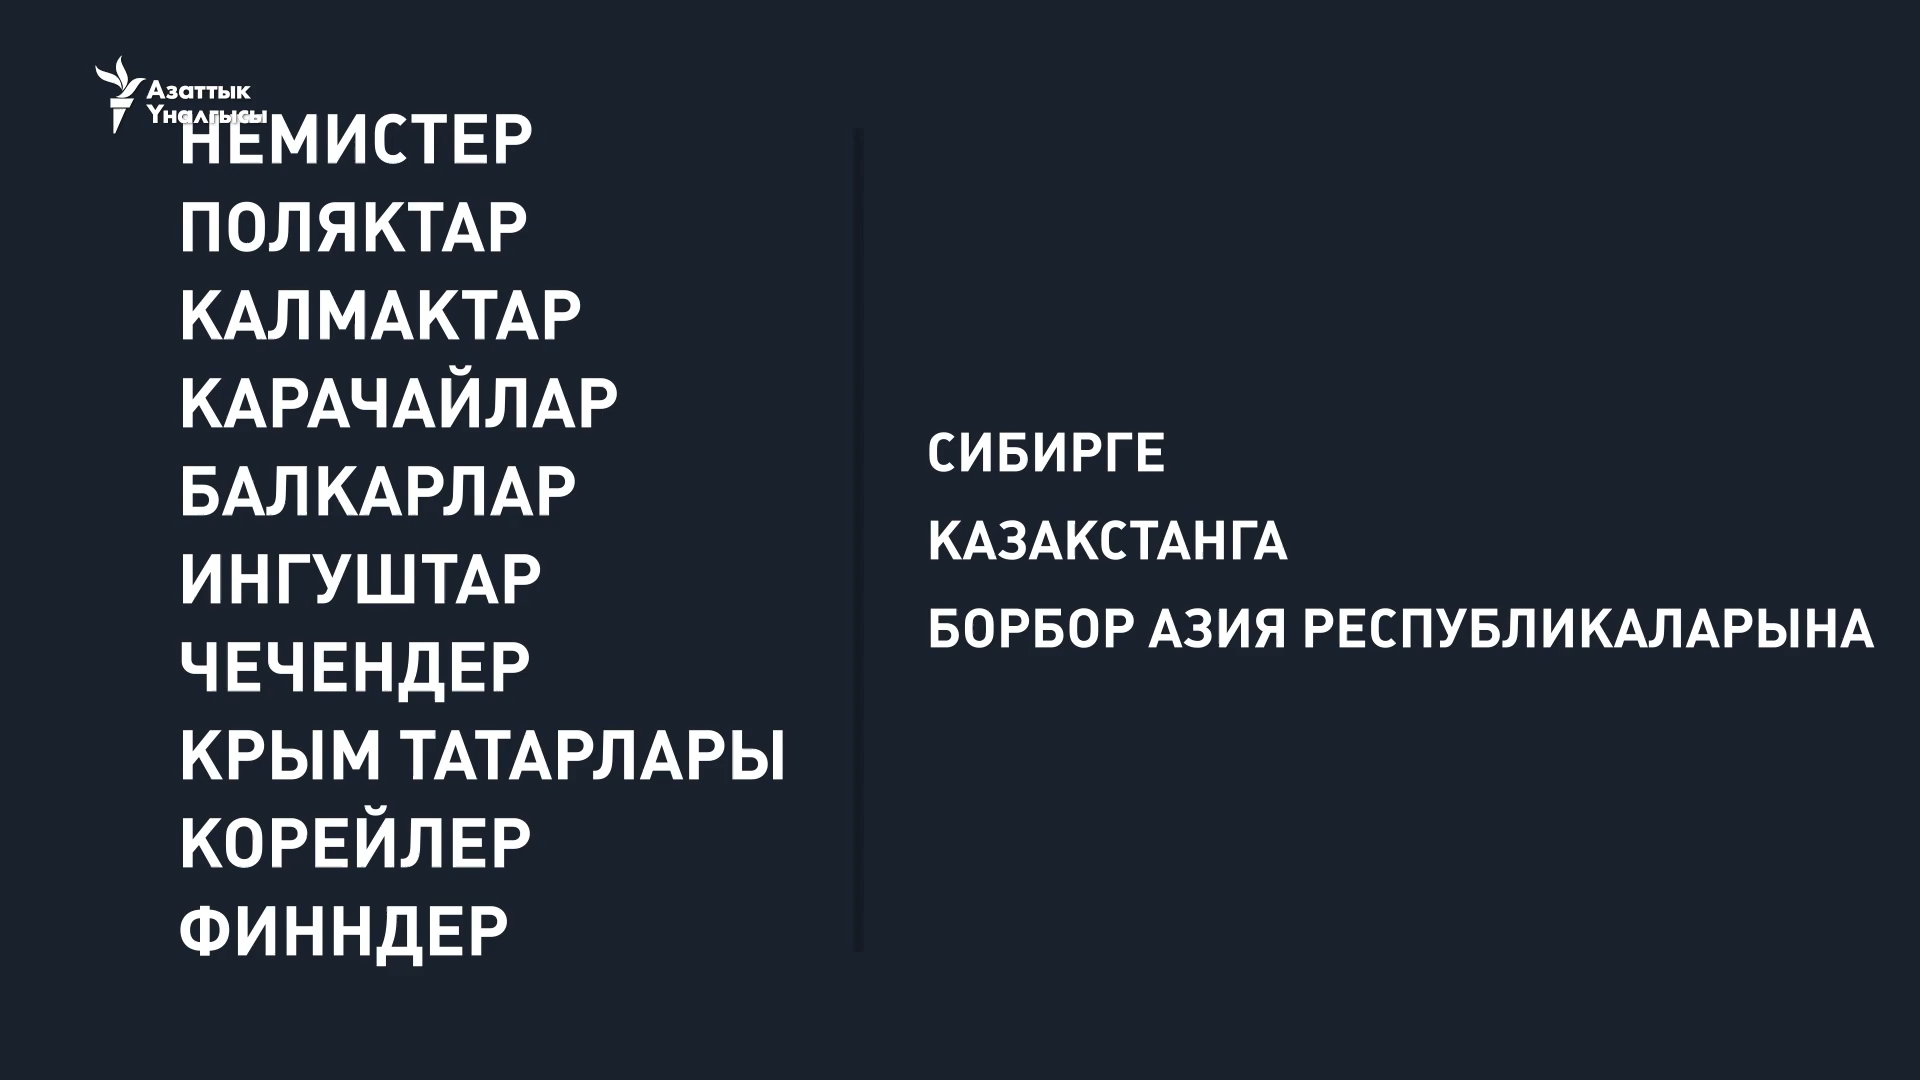 Азаттык
Үналгысы
НЕМИСТЕР
ПОЛЯКТАР
КАЛМАКТАР
КАРАЧАЙЛАР
БАЛКАРЛАР
ИНГУШТАР
ЧЕЧЕНДЕР
КРЫМ ТАТАРЛАРЫ
КОРЕЙЛЕР
ФИННДЕР
СИБИРГЕ
КАЗАКСТАНГА
БОРБОР АЗИЯ РЕСПУБЛИКАЛАРЫНА